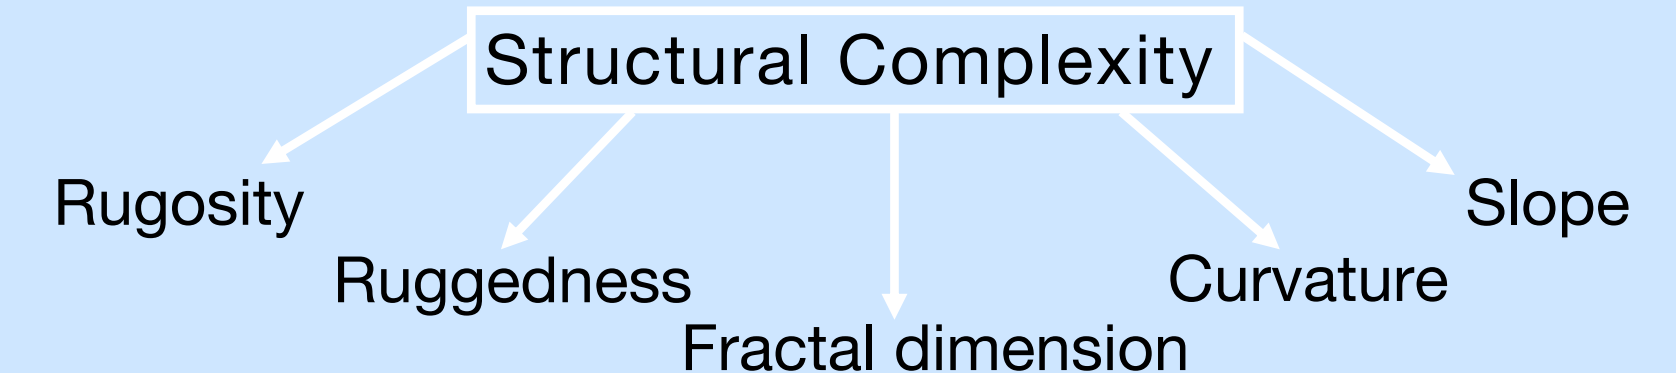 Structural Complexity
Rugosity
Slope
Ruggedness
Curvature
Fractal dimension